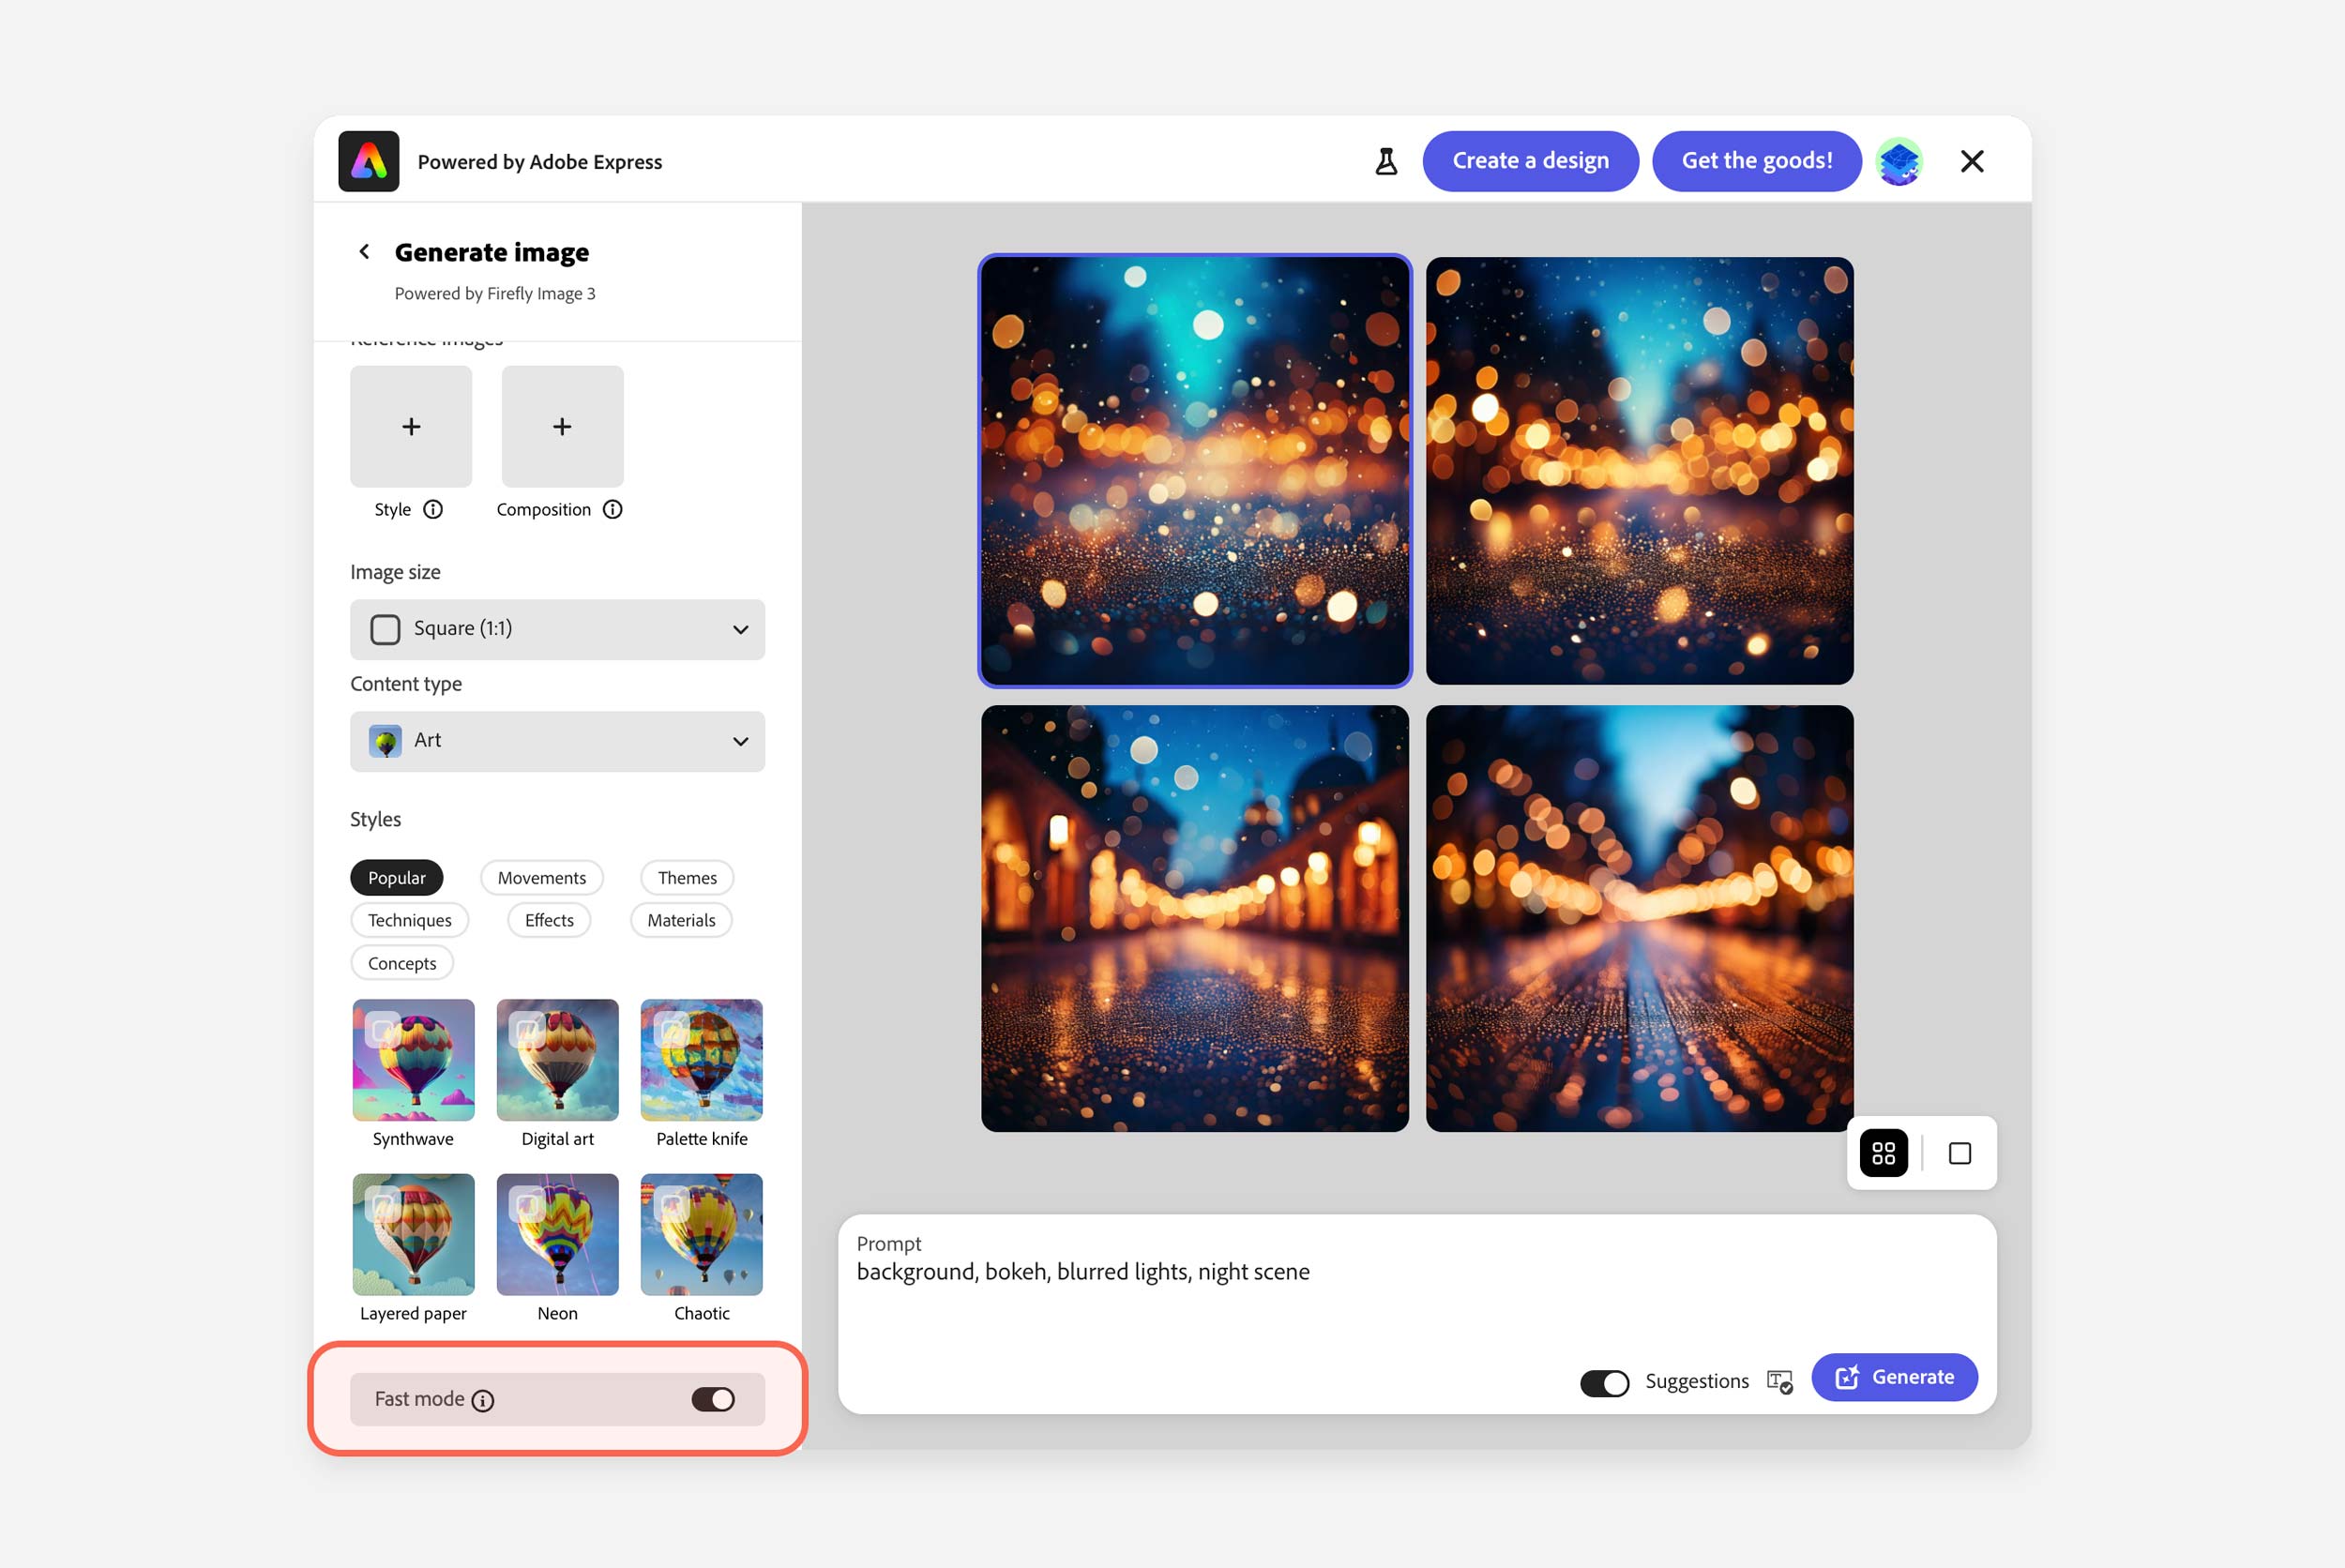 Powered by Adobe Express
Create a design
Get the goods!
Generate image
Powered by Firefly Image 3
Reference images
Style
Composition
Image size
Square (1:1)
Content type
Art
Styles
Popular
Movements
Themes
Techniques
Effects
Materials
Concepts
Synthwave
Digital art
Palette knife
Layered paper
Neon
Chaotic
Fast mode
Prompt
background, bokeh, blurred lights, night scene
Suggestions
Generate